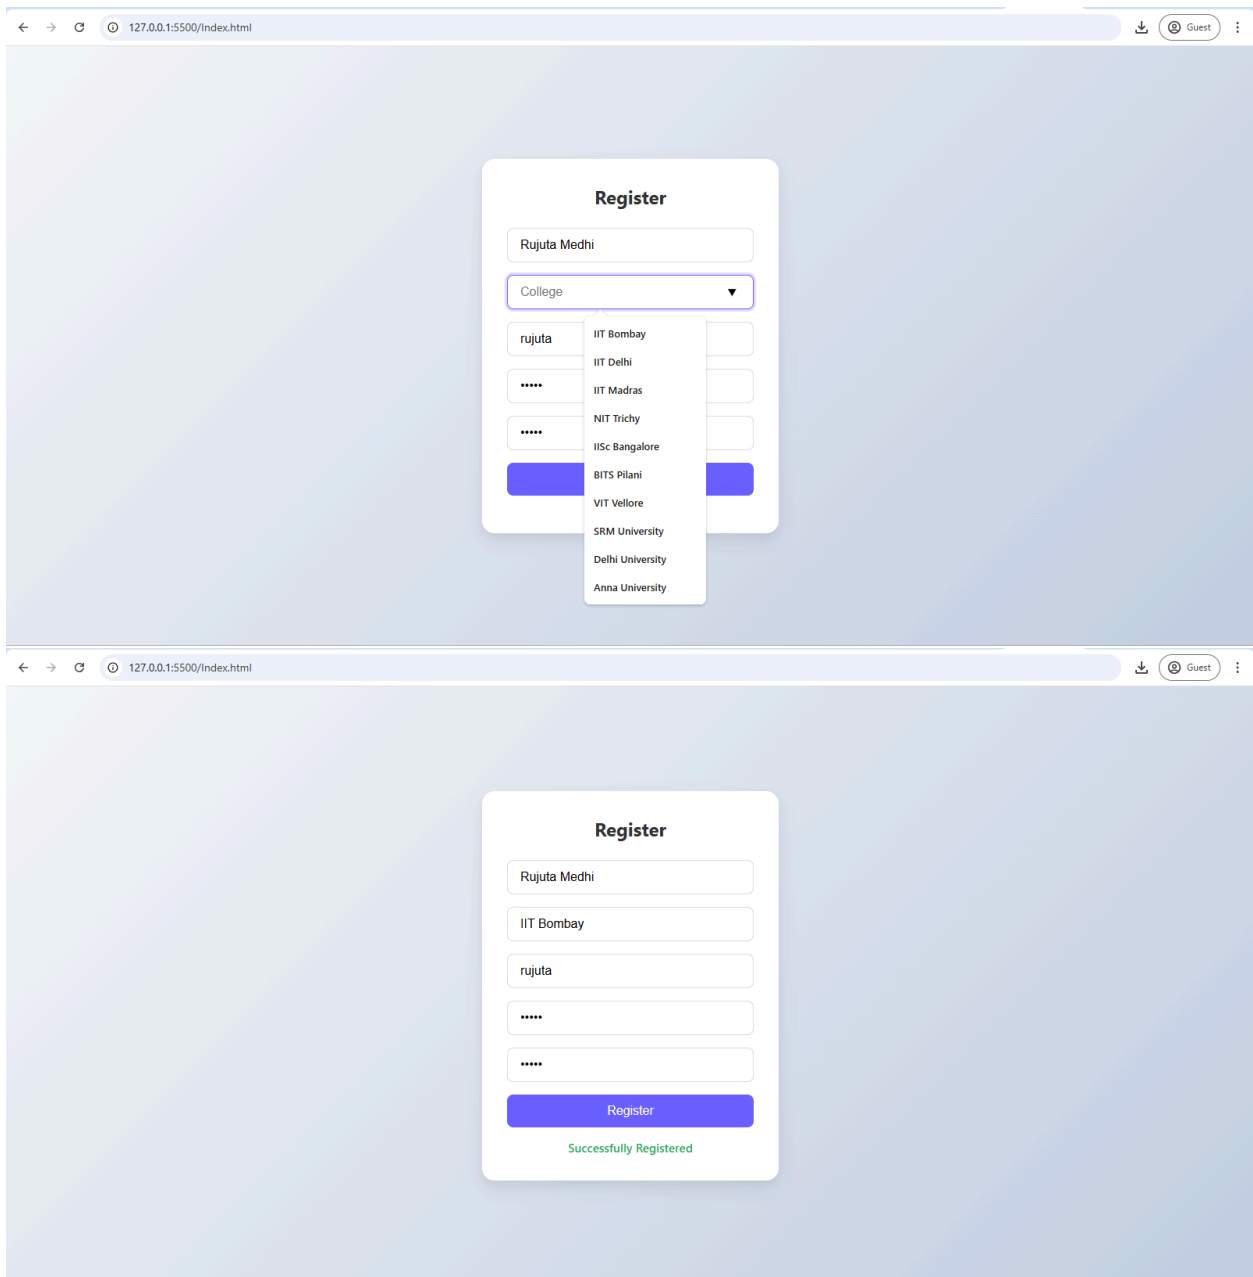 127.0.0.1:5500/Index.html
Guest
Register
Rujuta Medhi
College
rujuta
•••••
•••••
IIT Bombay
IIT Delhi
IIT Madras
NIT Trichy
IISc Bangalore
BITS Pilani
VIT Vellore
SRM University
Delhi University
Anna University
127.0.0.1:5500/Index.html
Guest
Register
Rujuta Medhi
IIT Bombay
rujuta
•••••
•••••
Register
Successfully Registered